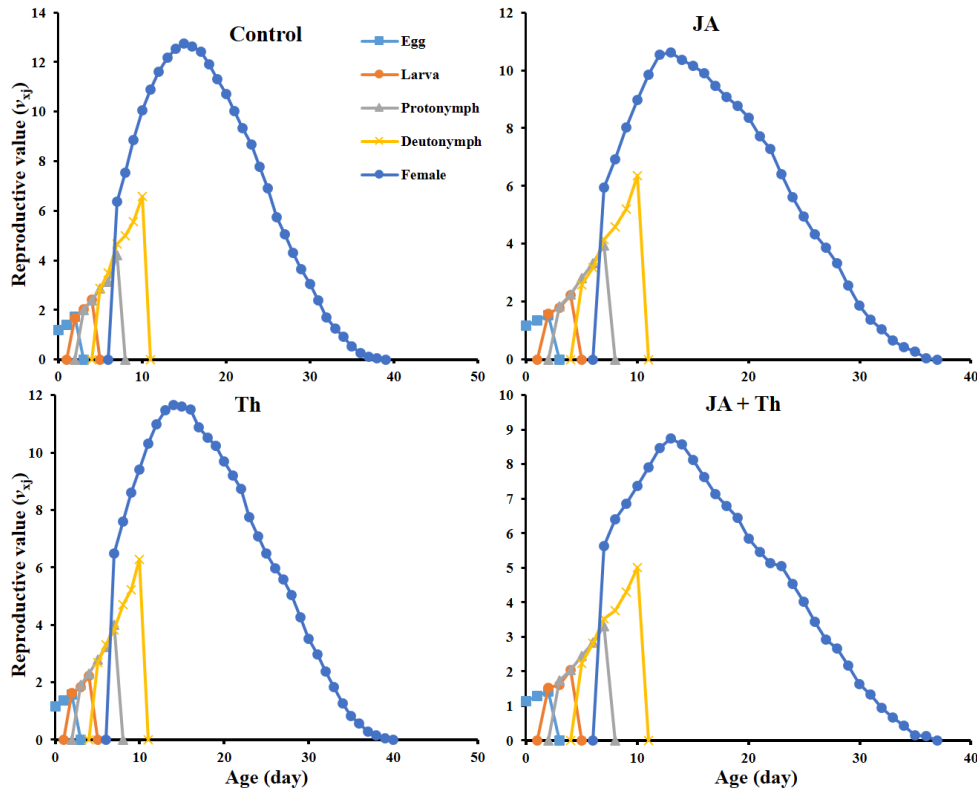 Control
Reproductive value (vxj)
14
12
10
8
6
4
2
0
0 10 20 30 40 50
Egg
Larva
Protonymph
Deutonymph
Female
JA
12
10
8
6
4
2
0
0 10 20 30 40
Th
Reproductive value (vxj)
12
10
8
6
4
2
0
0 10 20 30 40 50
Age (day)
JA + Th
10
9
8
7
6
5
4
3
2
1
0
0 10 20 30 40
Age (day)